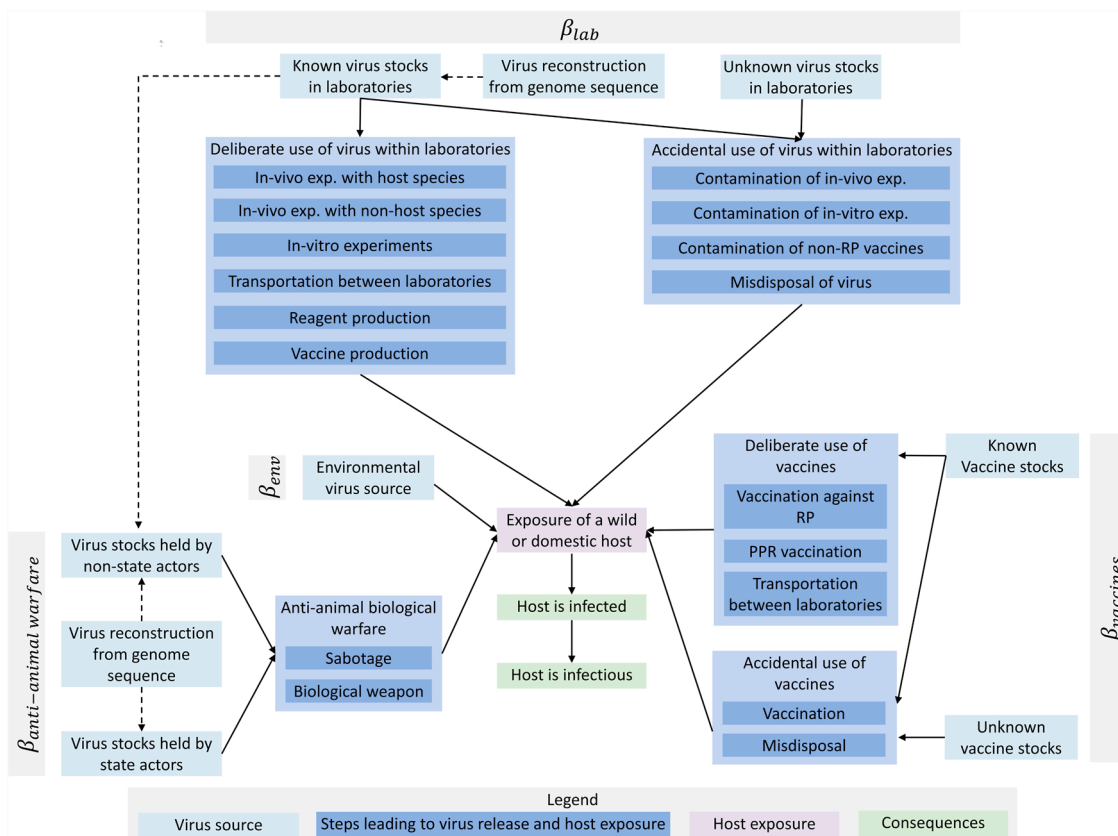 β_lab
Known virus stocks
in laboratories
Virus reconstruction
from genome sequence
Unknown virus stocks
in laboratories
Deliberate use of virus within laboratories
In-vivo exp. with host species
In-vivo exp. with non-host species
In-vitro experiments
Transportation between laboratories
Reagent production
Vaccine production
Accidental use of virus within laboratories
Contamination of in-vivo exp.
Contamination of in-vitro exp.
Contamination of non-RP vaccines
Misdisposal of virus
β_env
Environmental
virus source
Exposure of a wild
or domestic host
Host is infected
Host is infectious
Deliberate use of
vaccines
Vaccination against
RP
PPR vaccination
Transportation
between laboratories
Known
Vaccine stocks
β_vaccines
Accidental use of
vaccines
Vaccination
Misdisposal
Unknown
vaccine stocks
β_anti−animal warfare
Virus stocks held by
non-state actors
Virus reconstruction
from genome
sequence
Virus stocks held by
state actors
Anti-animal biological
warfare
Sabotage
Biological weapon
Legend
Virus source
Steps leading to virus release and host exposure
Host exposure
Consequences